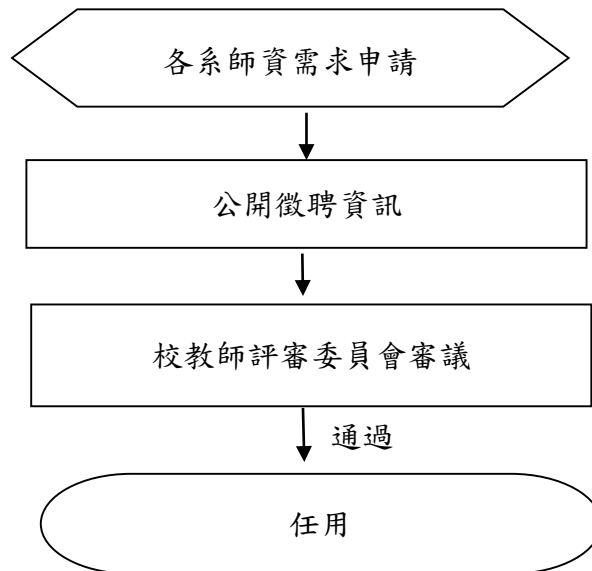 各系師資需求申請
公開徵聘資訊
校教師評審委員會審議
通過
任用